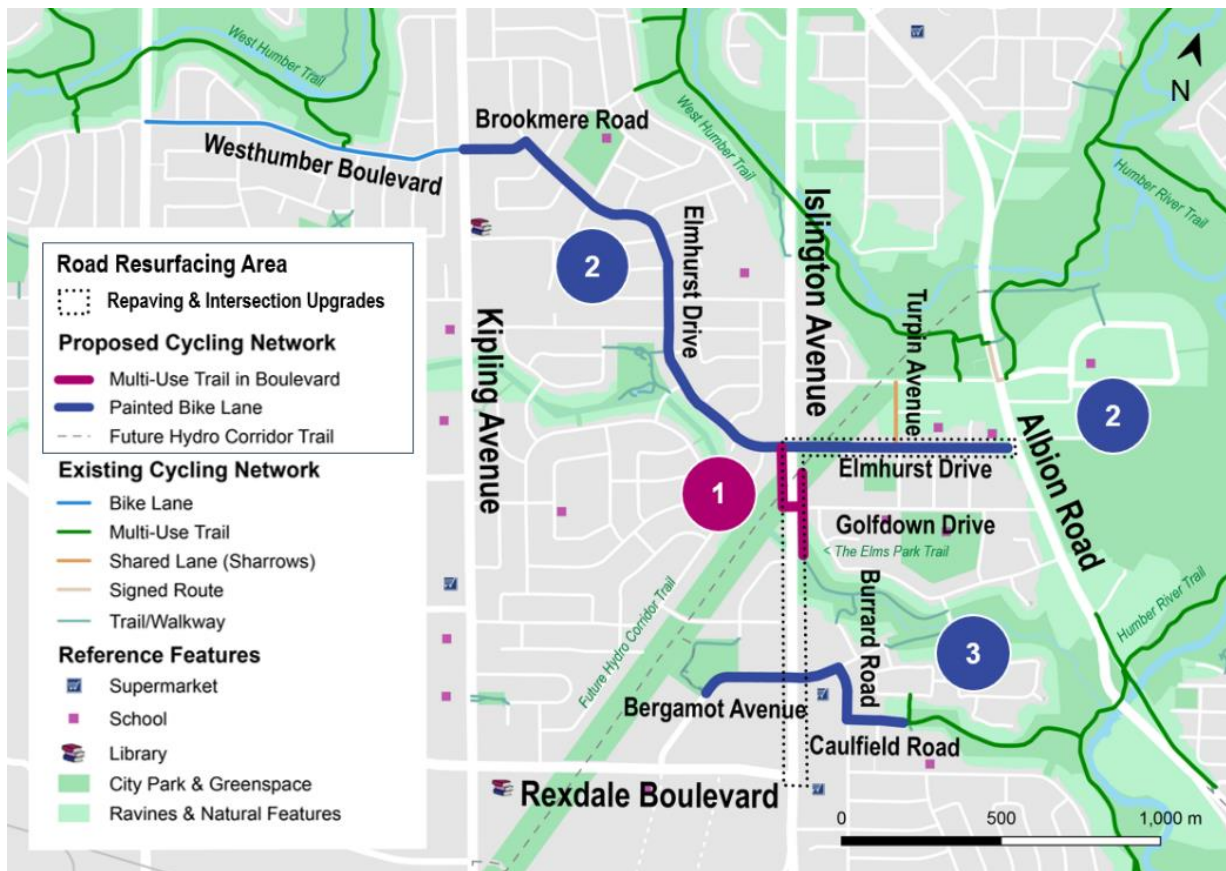 West Humber Trail
N
Brookmere Road
West Humber Trail
Humber River Trail
Westhumber Boulevard
Islington Avenue
2
Elmhurst Drive
Turpin Avenue
Kipling Avenue
2
Albion Road
Elmhurst Drive
1
Golfdown Drive
< The Elms Park Trail
Burrard Road
Humber River Trail
Future Hydro Corridor Trail
3
Bergamot Avenue
Caulfield Road
Rexdale Boulevard
0 500 1,000 m
Road Resurfacing Area
Repaving & Intersection Upgrades
Proposed Cycling Network
Multi-Use Trail in Boulevard
Painted Bike Lane
Future Hydro Corridor Trail
Existing Cycling Network
Bike Lane
Multi-Use Trail
Shared Lane (Sharrows)
Signed Route
Trail/Walkway
Reference Features
Supermarket
School
Library
City Park & Greenspace
Ravines & Natural Features